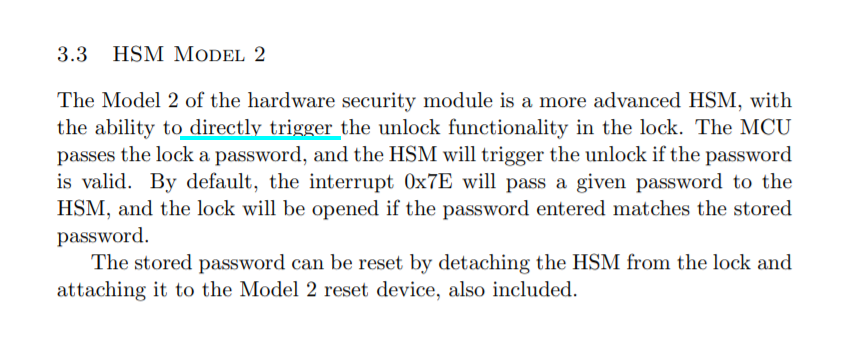 3.3 HSM MODEL 2
The Model 2 of the hardware security module is a more advanced HSM, with
the ability to directly trigger the unlock functionality in the lock. The MCU
passes the lock a password, and the HSM will trigger the unlock if the password
is valid. By default, the interrupt 0x7E will pass a given password to the
HSM, and the lock will be opened if the password entered matches the stored
password.
The stored password can be reset by detaching the HSM from the lock and
attaching it to the Model 2 reset device, also included.